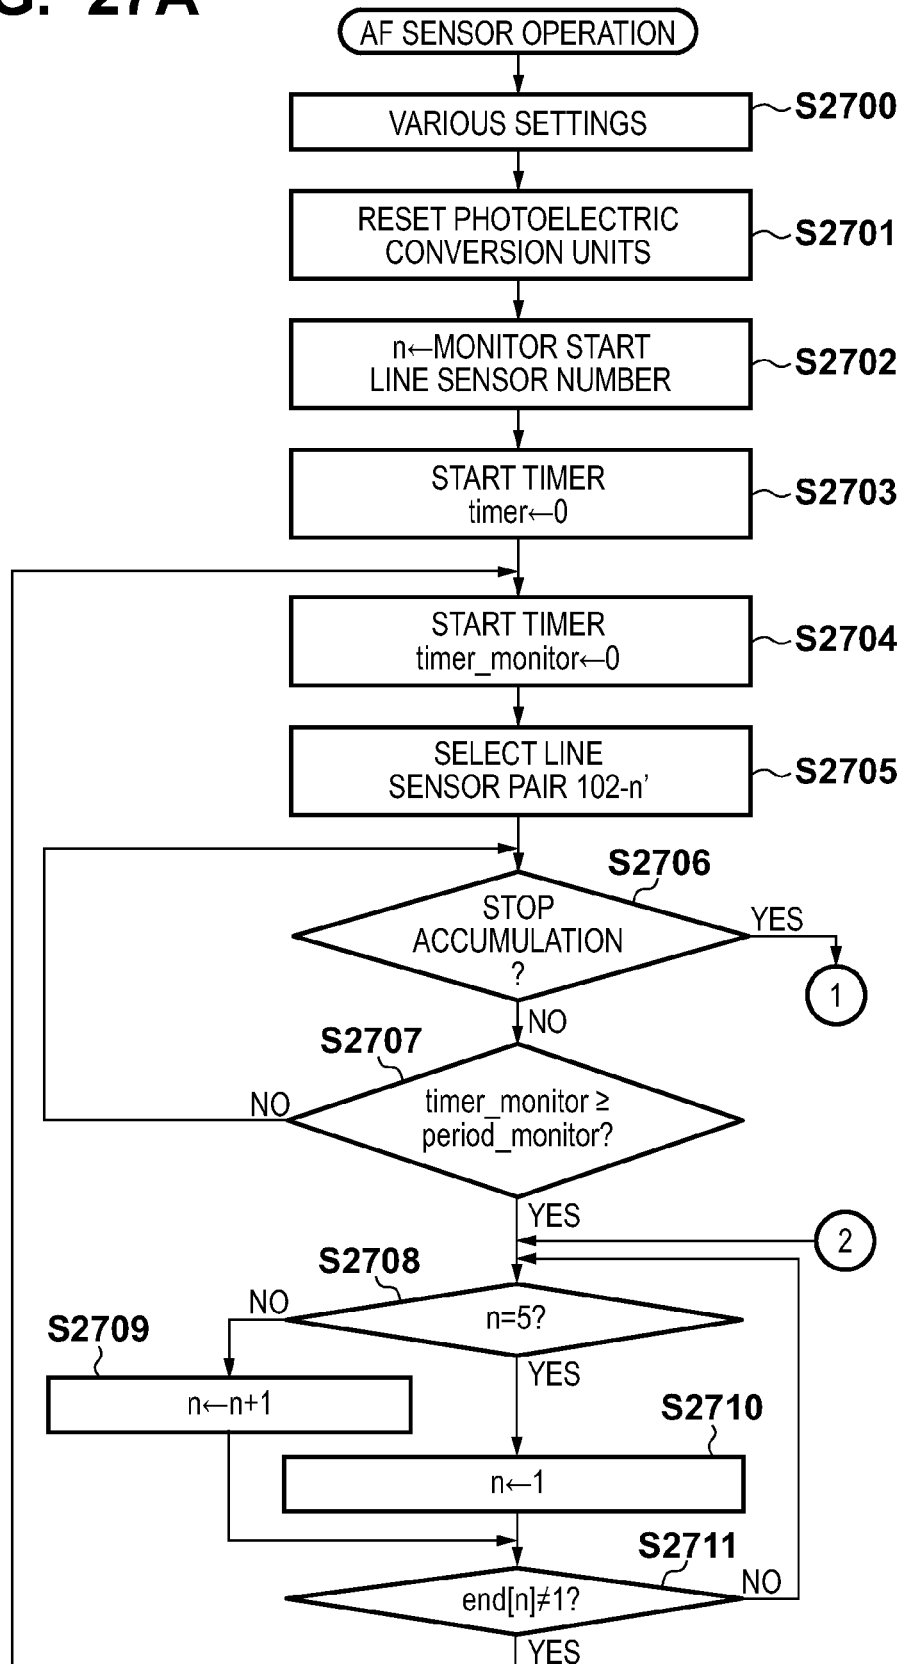 G. 27A
AF SENSOR OPERATION
VARIOUS SETTINGS
S2700
RESET PHOTOELECTRIC
CONVERSION UNITS
S2701
n←MONITOR START
LINE SENSOR NUMBER
S2702
START TIMER
timer←0
S2703
START TIMER
timer_monitor←0
S2704
SELECT LINE
SENSOR PAIR 102-n’
S2705
S2706
STOP
ACCUMULATION
?
YES
1
NO
S2707
timer_monitor ≥
period_monitor?
NO
YES
2
S2708
n=5?
NO
YES
S2709
n←n+1
S2710
n←1
S2711
end[n]≠1?
NO
YES